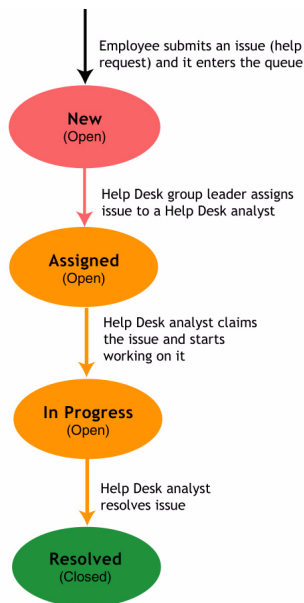 Employee submits an issue (help
request) and it enters the queue
New
(Open)
Help Desk group leader assigns
issue to a Help Desk analyst
Assigned
(Open)
Help Desk analyst claims
the issue and starts
working on it
In Progress
(Open)
Help Desk analyst
resolves issue
Resolved
(Closed)